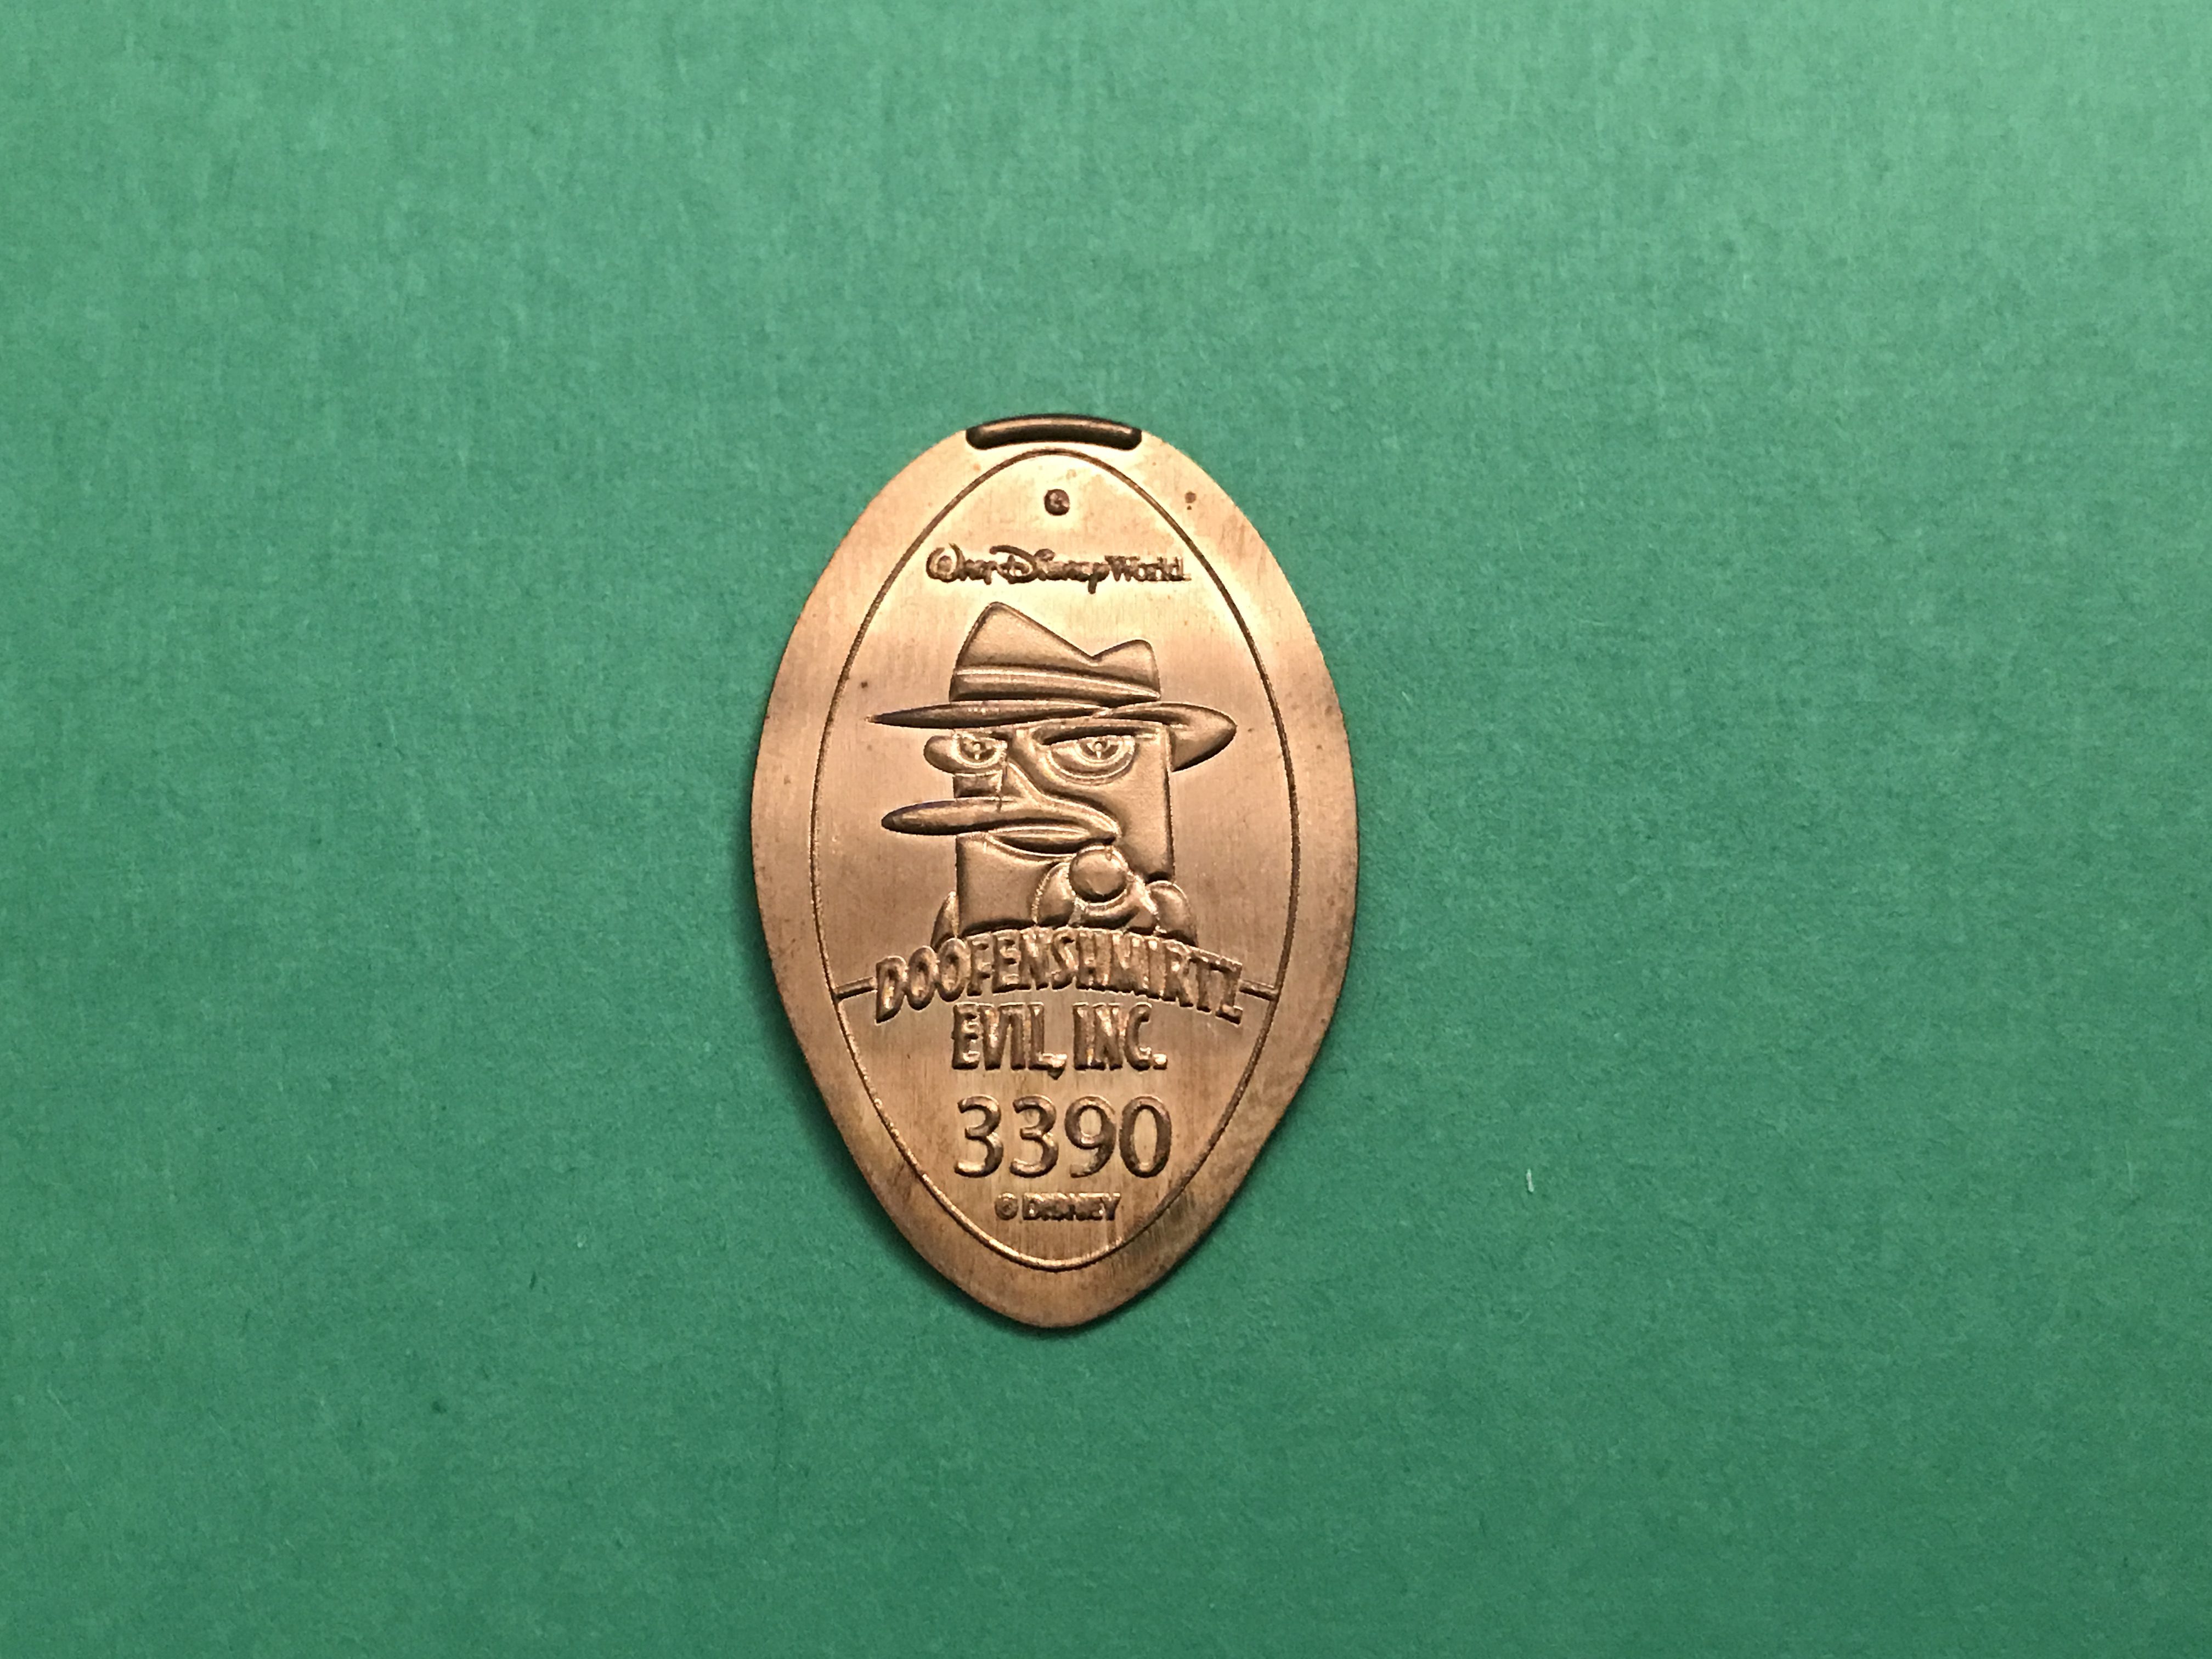 Walt Disney World
DOOFENSHMIRTZ
EVIL, INC.
3390
© DISNEY